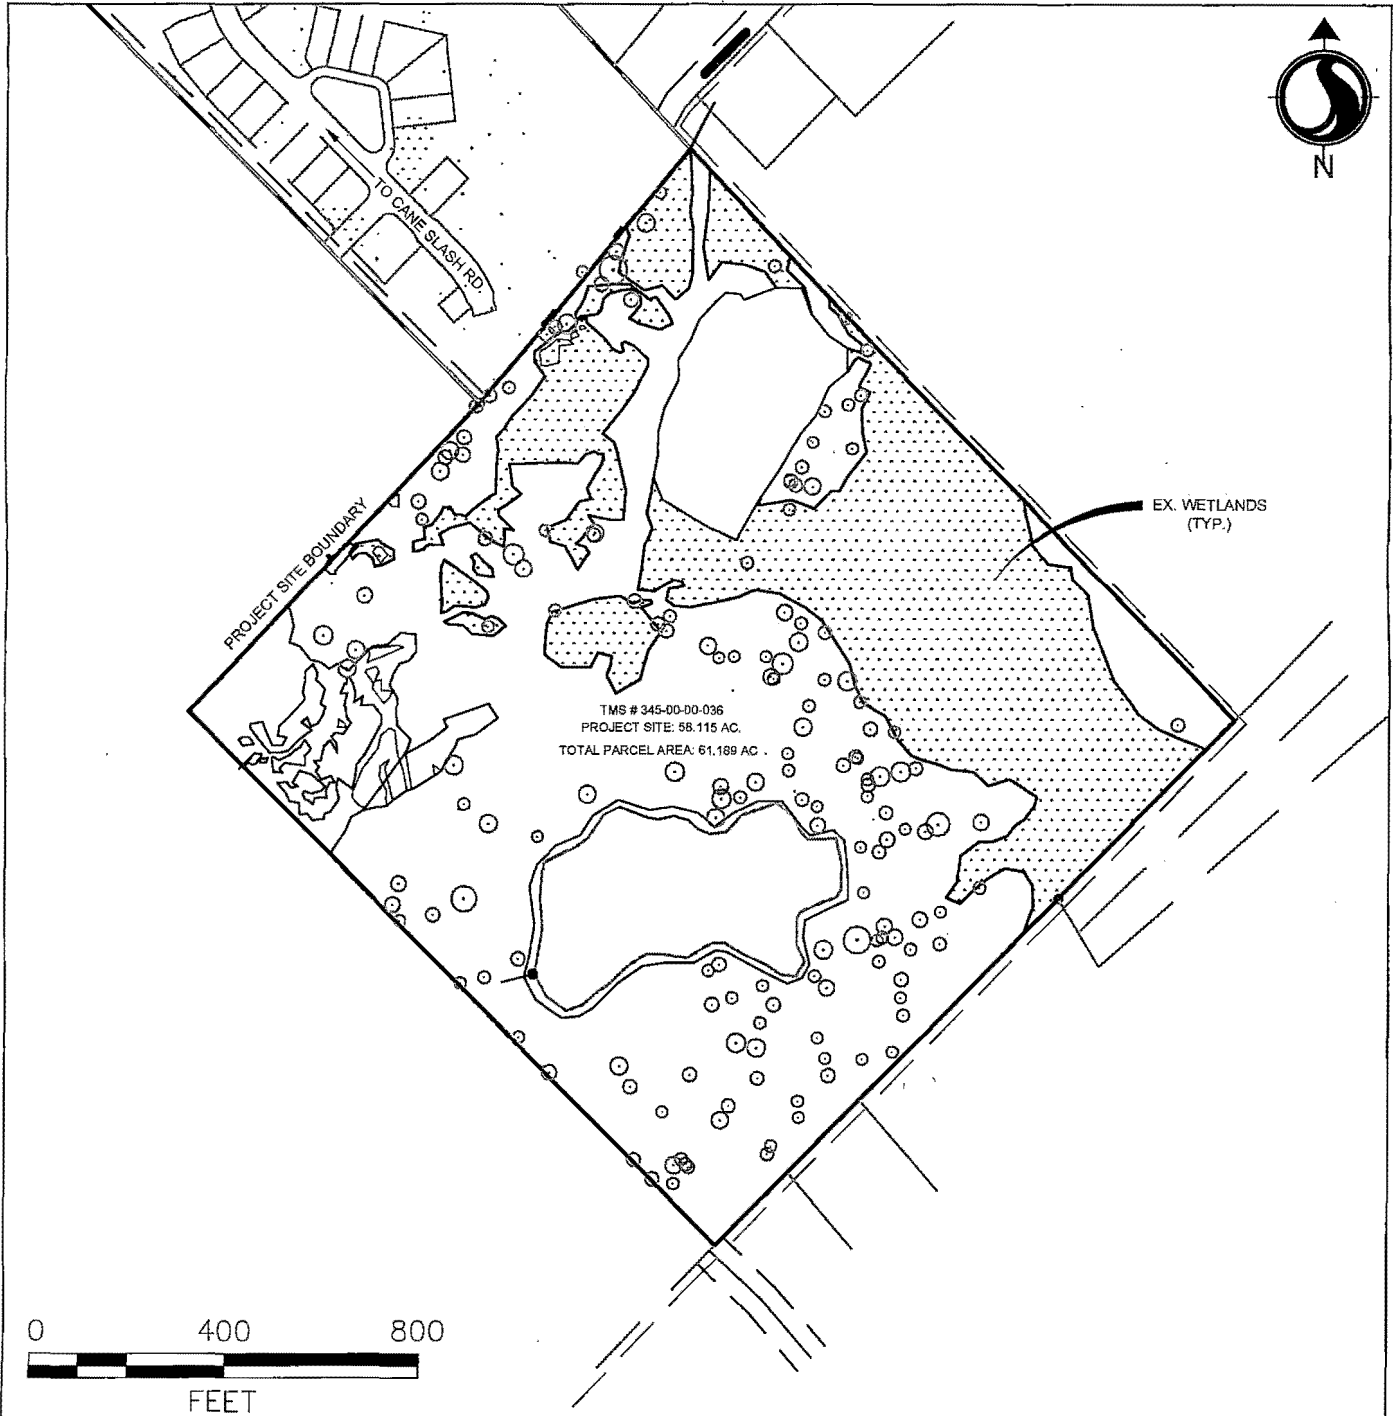 N
TO CANE SLASH RD.
PROJECT SITE BOUNDARY
EX. WETLANDS
(TYP.)
TMS # 345-00-00-036
PROJECT SITE: 58.115 AC.
TOTAL PARCEL AREA: 61.189 AC.
0 400 800
FEET